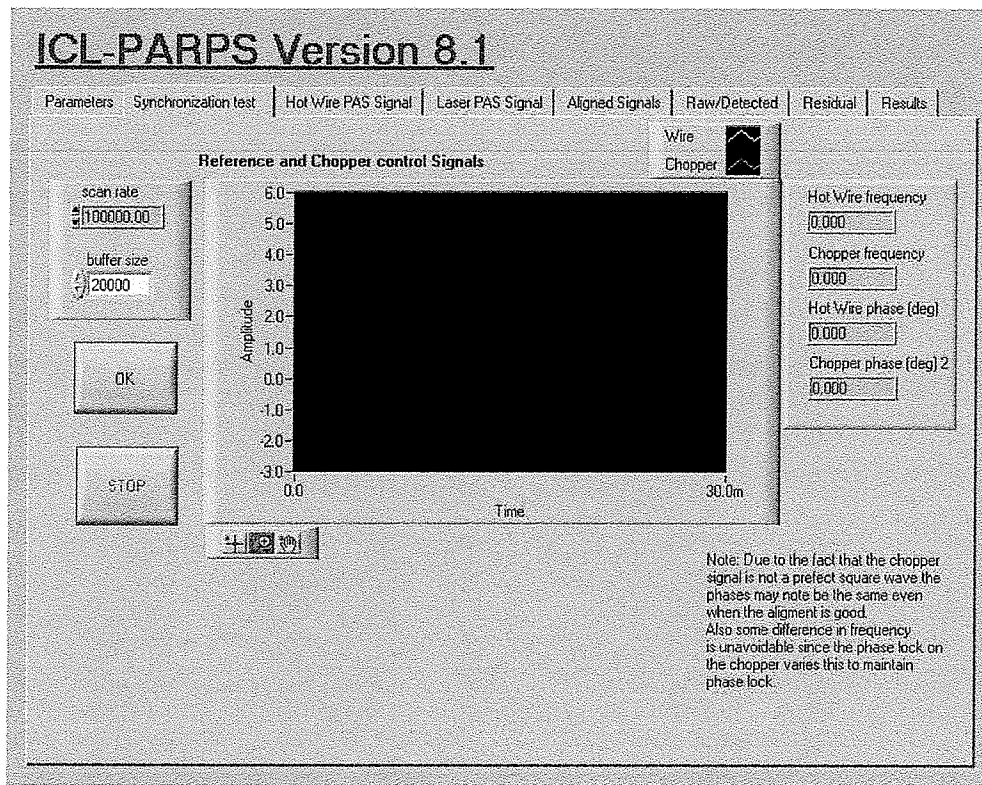 ICL-PARPS Version 8.1
Parameters Synchronization test Hot Wire PAS Signal Laser PAS Signal Aligned Signals Raw/Detected Residual Results
Wire
Chopper
Reference and Chopper control Signals
scan rate
100000.00
buffer size
20000
OK
STOP
Amplitude
6.0
5.0
4.0
3.0
2.0
1.0
0.0
-1.0
-2.0
-3.0
0.0
30.0m
Time
Hot Wire frequency
0.000
Chopper frequency
0.000
Hot Wire phase (deg)
0.000
Chopper phase (deg) 2
0.000
Note: Due to the fact that the chopper
signal is not a prefect square wave the
phases may note be the same even
when the aligment is good.
Also some difference in frequency
is unavoidable since the phase lock on
the chopper varies this to maintain
phase lock.